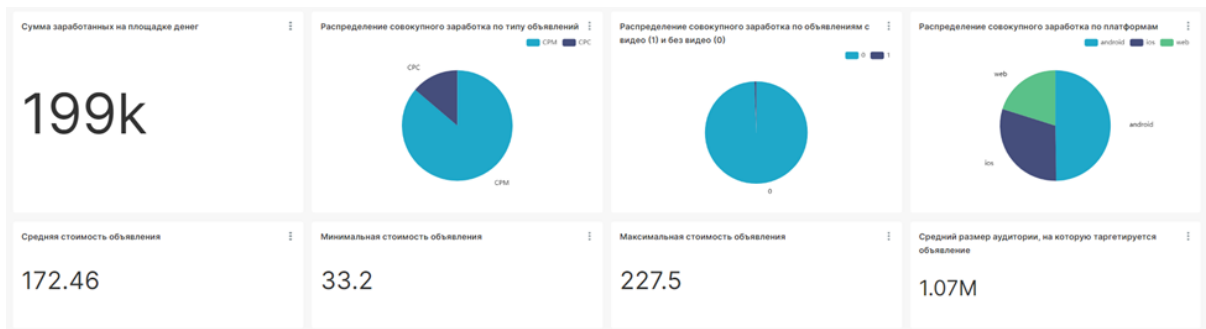 Сумма заработанных на площадке денег
199k
Распределение совокупного заработка по типу объявлений
CPM CPC
CPC
CPM
Распределение совокупного заработка по объявлениям с
видео (1) и без видео (0)
0 1
0
Распределение совокупного заработка по платформам
android ios web
web
android
ios
Средняя стоимость объявления
172.46
Минимальная стоимость объявления
33.2
Максимальная стоимость объявления
227.5
Средний размер аудитории, на которую таргетируется
объявление
1.07M